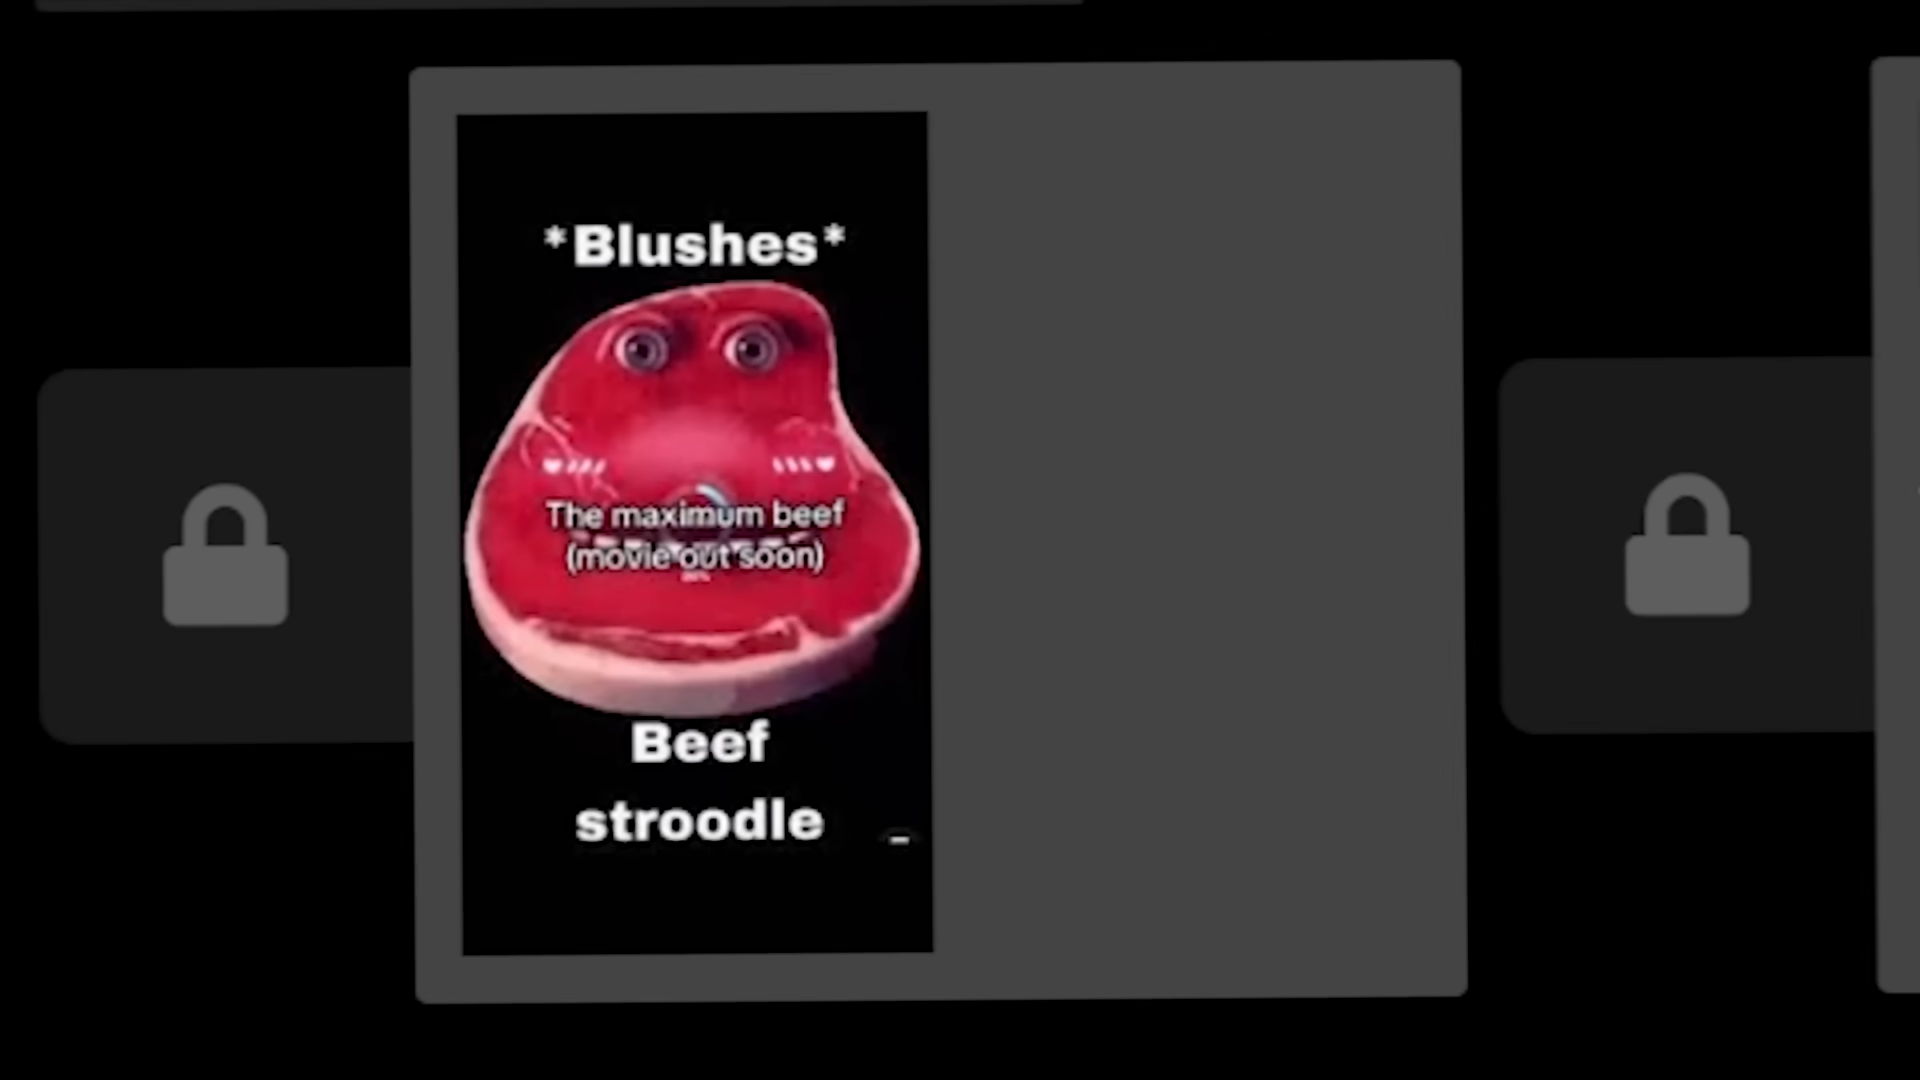 *Blushes*
The maximum beef
(movie out soon)
Beef
stroodle